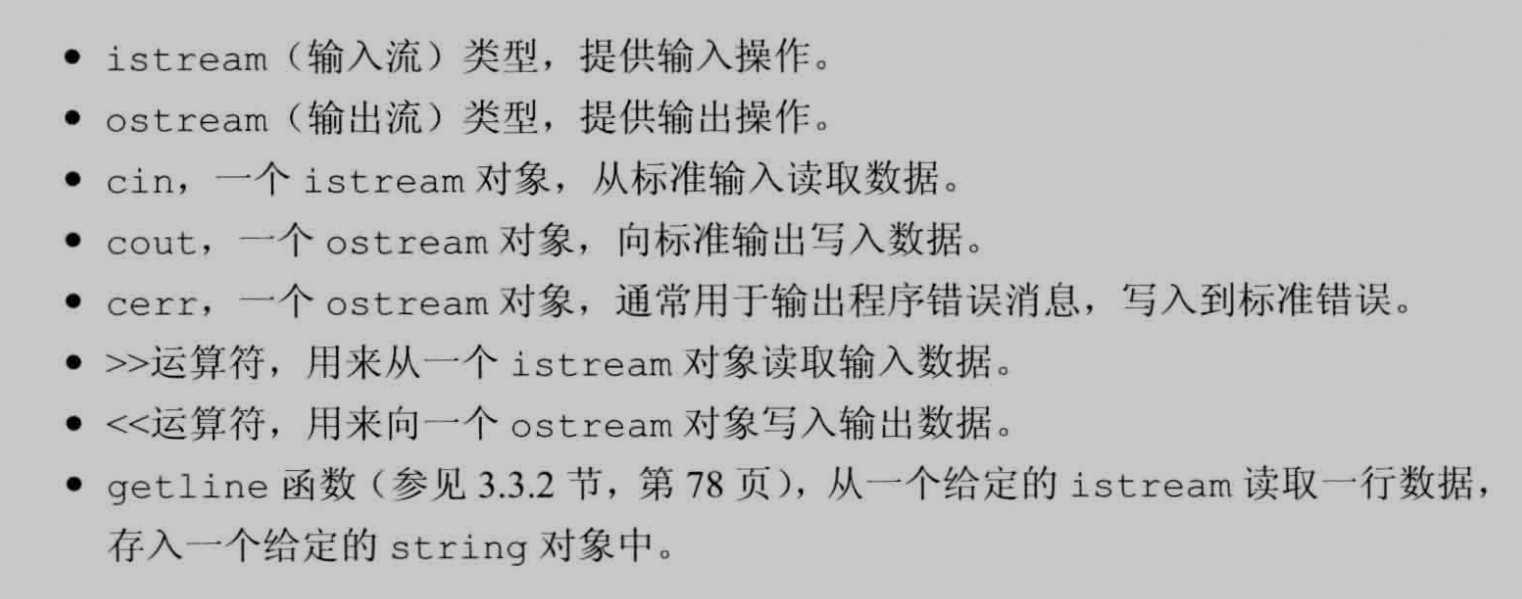 • istream（输入流）类型，提供输入操作。
• ostream（输出流）类型，提供输出操作。
• cin，一个 istream 对象，从标准输入读取数据。
• cout，一个 ostream 对象，向标准输出写入数据。
• cerr，一个 ostream 对象，通常用于输出程序错误消息，写入到标准错误。
• >>运算符，用来从一个 istream 对象读取输入数据。
• <<运算符，用来向一个 ostream 对象写入输出数据。
• getline 函数（参见 3.3.2 节，第 78 页），从一个给定的 istream 读取一行数据，
存入一个给定的 string 对象中。